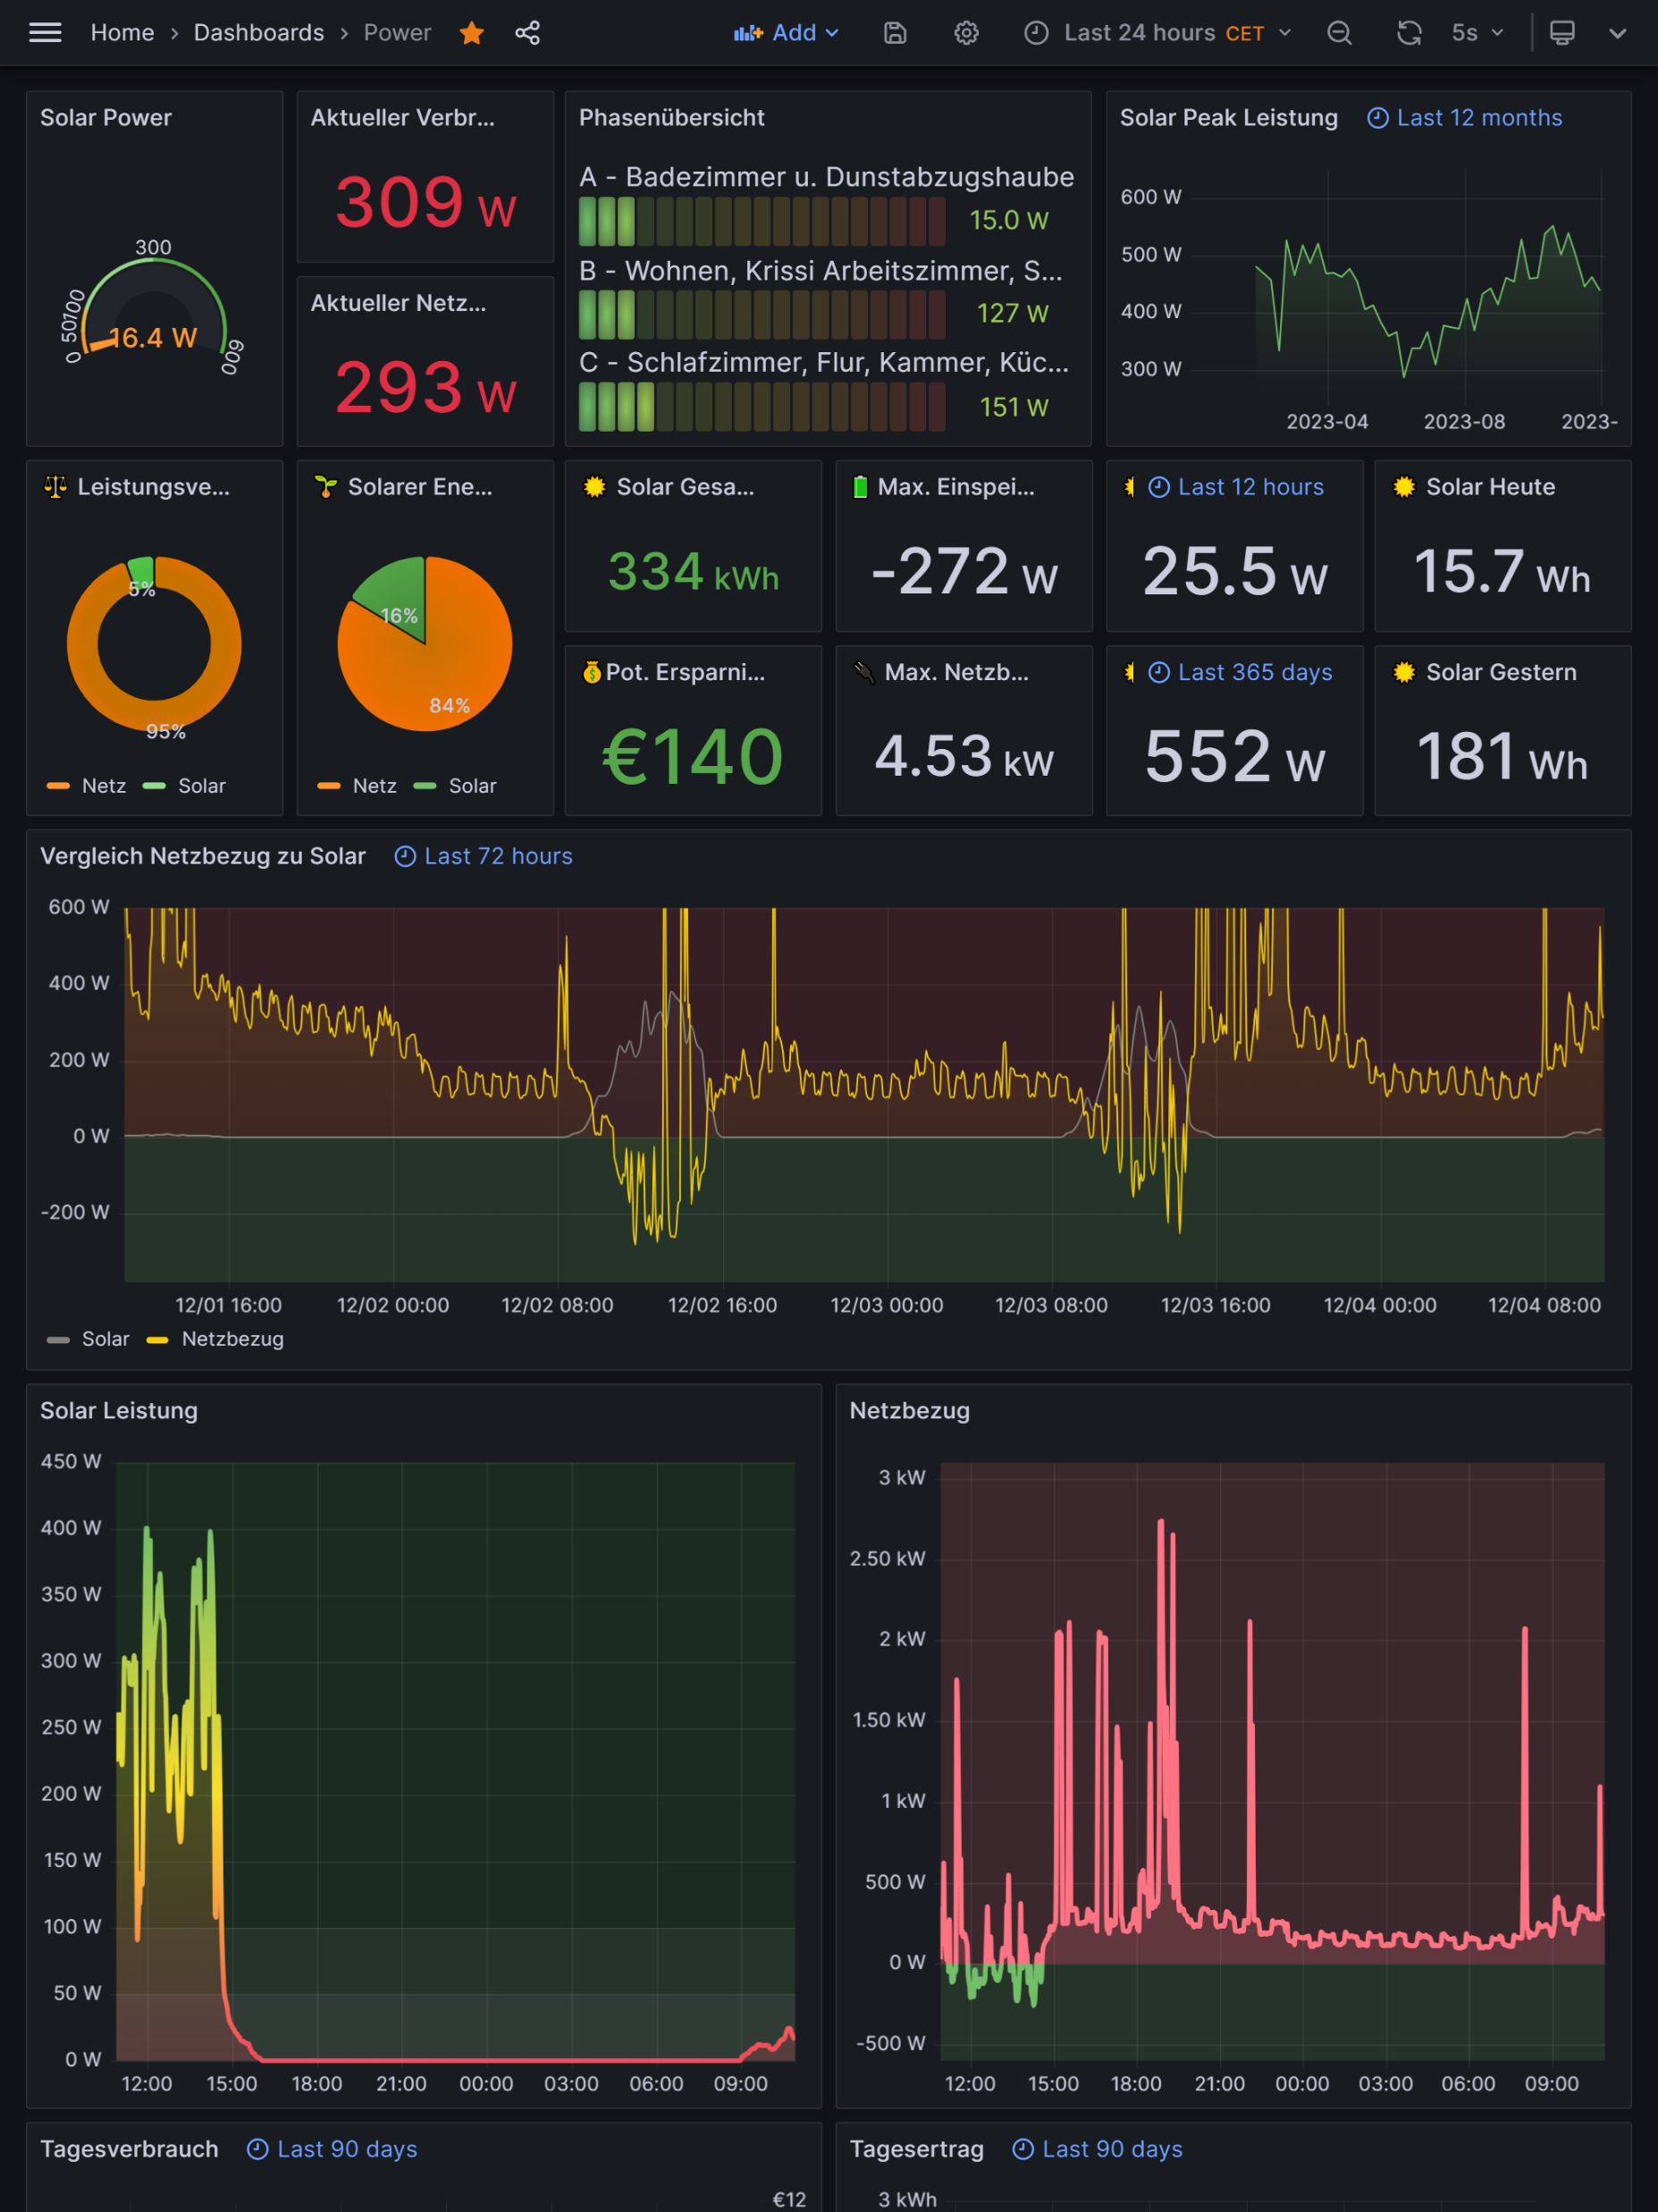 Home › Dashboards › Power Add Last 24 hours CET 5s
Solar Power
300
0 50 100
600
16.4 W
Aktueller Verbr...
309 W
Aktueller Netz...
293 W
Phasenübersicht
A - Badezimmer u. Dunstabzugshaube
15.0 W
B - Wohnen, Krissi Arbeitszimmer, S...
127 W
C - Schlafzimmer, Flur, Kammer, Küc...
151 W
Solar Peak Leistung Last 12 months
600 W
500 W
400 W
300 W
2023-04 2023-08 2023-
Leistungsve...
5%
95%
Netz Solar
Solarer Ene...
16%
84%
Netz Solar
Solar Gesa...
334 kWh
Max. Einspei...
-272 W
Last 12 hours
25.5 W
Solar Heute
15.7 Wh
Pot. Ersparni...
€140
Max. Netzb...
4.53 kW
Last 365 days
552 W
Solar Gestern
181 Wh
Vergleich Netzbezug zu Solar Last 72 hours
600 W
400 W
200 W
0 W
-200 W
12/01 16:00 12/02 00:00 12/02 08:00 12/02 16:00 12/03 00:00 12/03 08:00 12/03 16:00 12/04 00:00 12/04 08:00
Solar Netzbezug
Solar Leistung
450 W
400 W
350 W
300 W
250 W
200 W
150 W
100 W
50 W
0 W
12:00 15:00 18:00 21:00 00:00 03:00 06:00 09:00
Netzbezug
3 kW
2.50 kW
2 kW
1.50 kW
1 kW
500 W
0 W
-500 W
12:00 15:00 18:00 21:00 00:00 03:00 06:00 09:00
Tagesverbrauch Last 90 days
€12
Tagesertrag Last 90 days
3 kWh